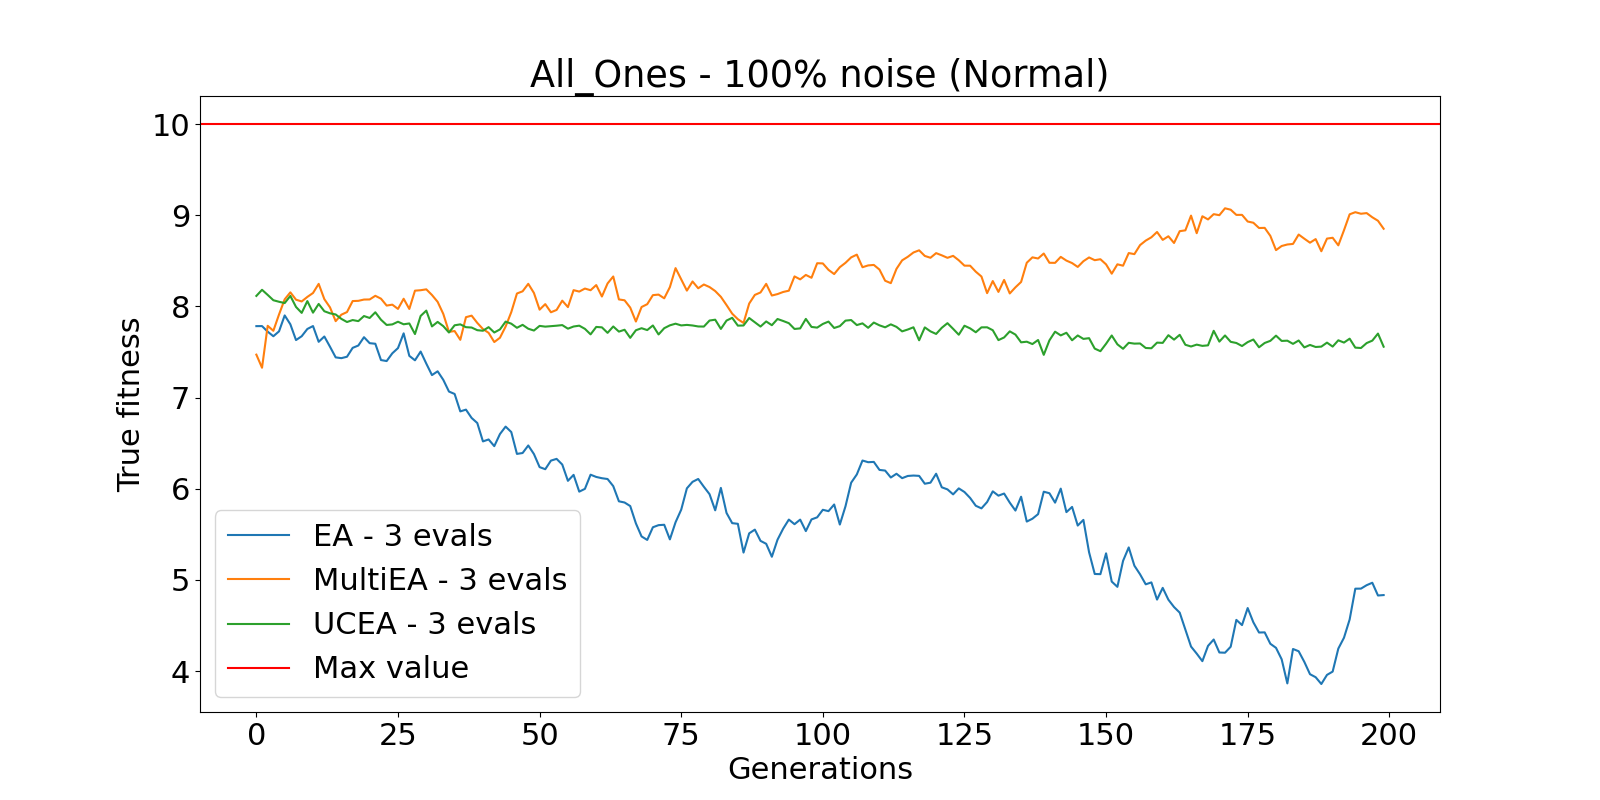 All_Ones - 100% noise (Normal)
10
9
8
7
6
5
4
True fitness
EA - 3 evals
MultiEA - 3 evals
UCEA - 3 evals
Max value
0 25 50 75 100 125 150 175 200
Generations